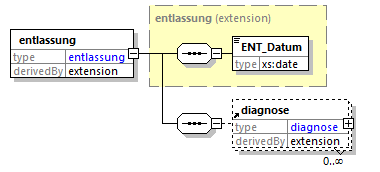 entlassung (extension)
entlassung
type entlassung
derivedBy extension
ENT_Datum
type xs:date
diagnose
type diagnose
derivedBy extension
0..∞